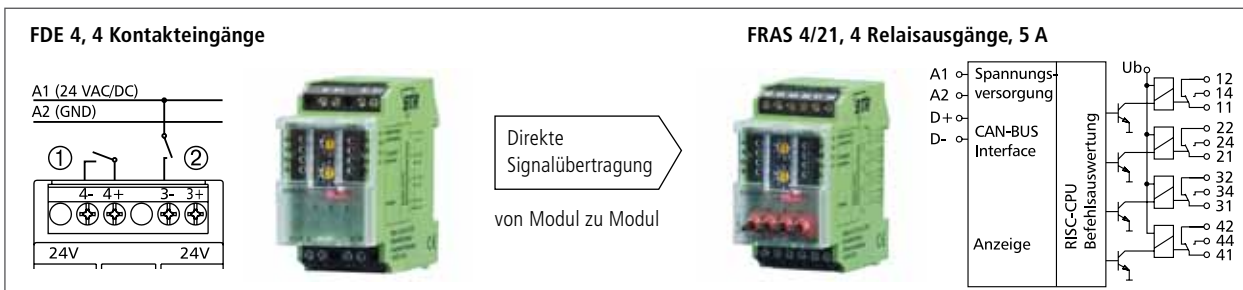 FDE 4, 4 Kontakteingänge
A1 (24 VAC/DC)
A2 (GND)
①
②
4- 4+ 3- 3+
24V 24V
BTR
Direkte
Signalübertragung
von Modul zu Modul
FRAS 4/21, 4 Relaisausgänge, 5 A
A1
A2
D+
D-
Spannungs-
versorgung
CAN-BUS
Interface
Anzeige
RISC-CPU
Befehlsauswertung
Ub
12
14
11
22
24
21
32
34
31
42
44
41